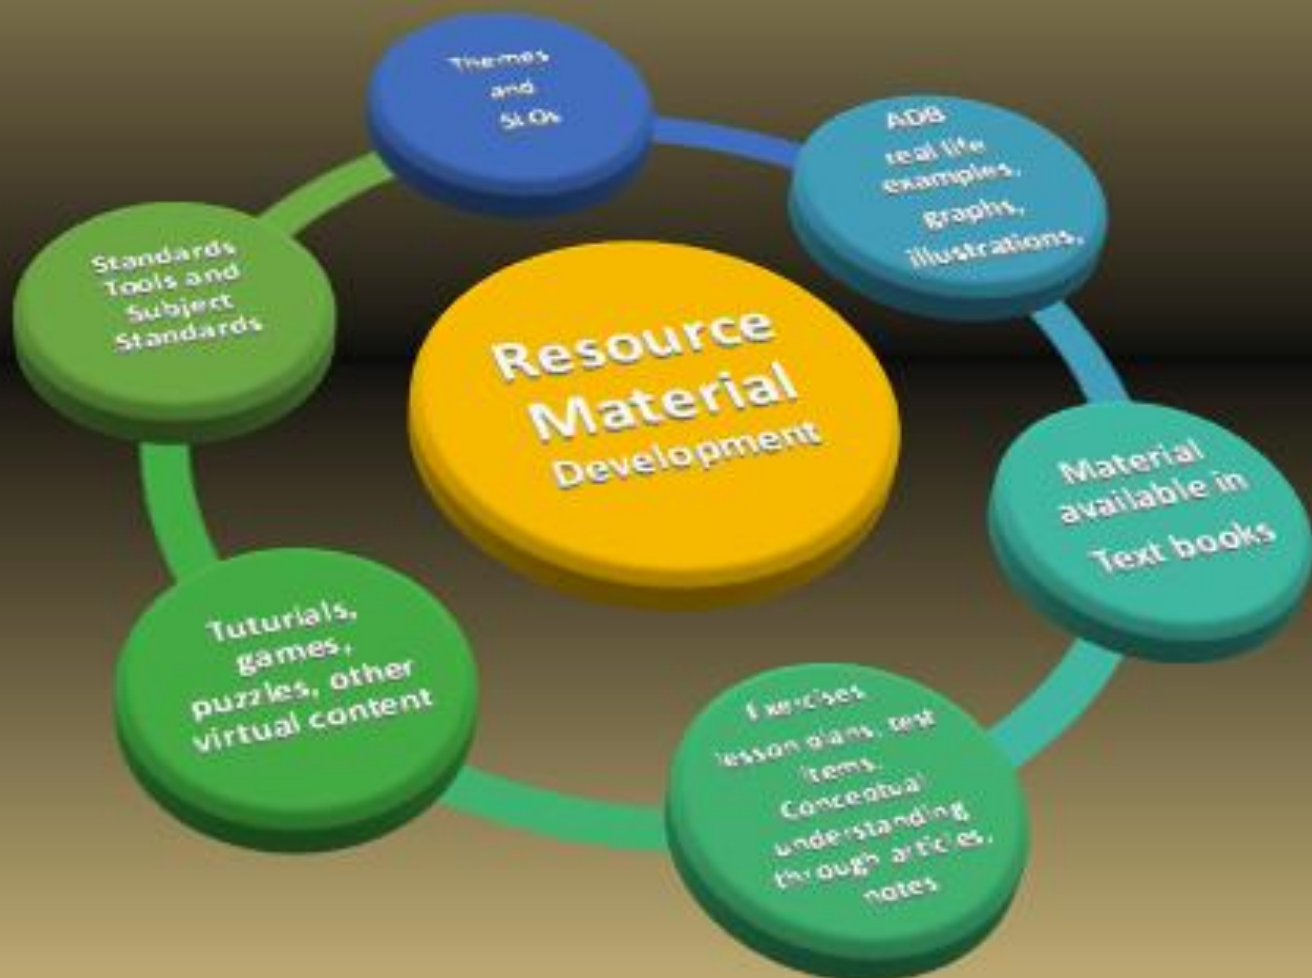 Themes
and
SLOs
ADB
real life
examples,
graphs,
illustrations,
Material
available in
Text books
Exercises
lesson plans, test
items.
Conceptual
understanding
through articles,
notes
Tuturials,
games,
puzzles, other
virtual content
Standards
Tools and
Subject
Standards
Resource
Material
Development